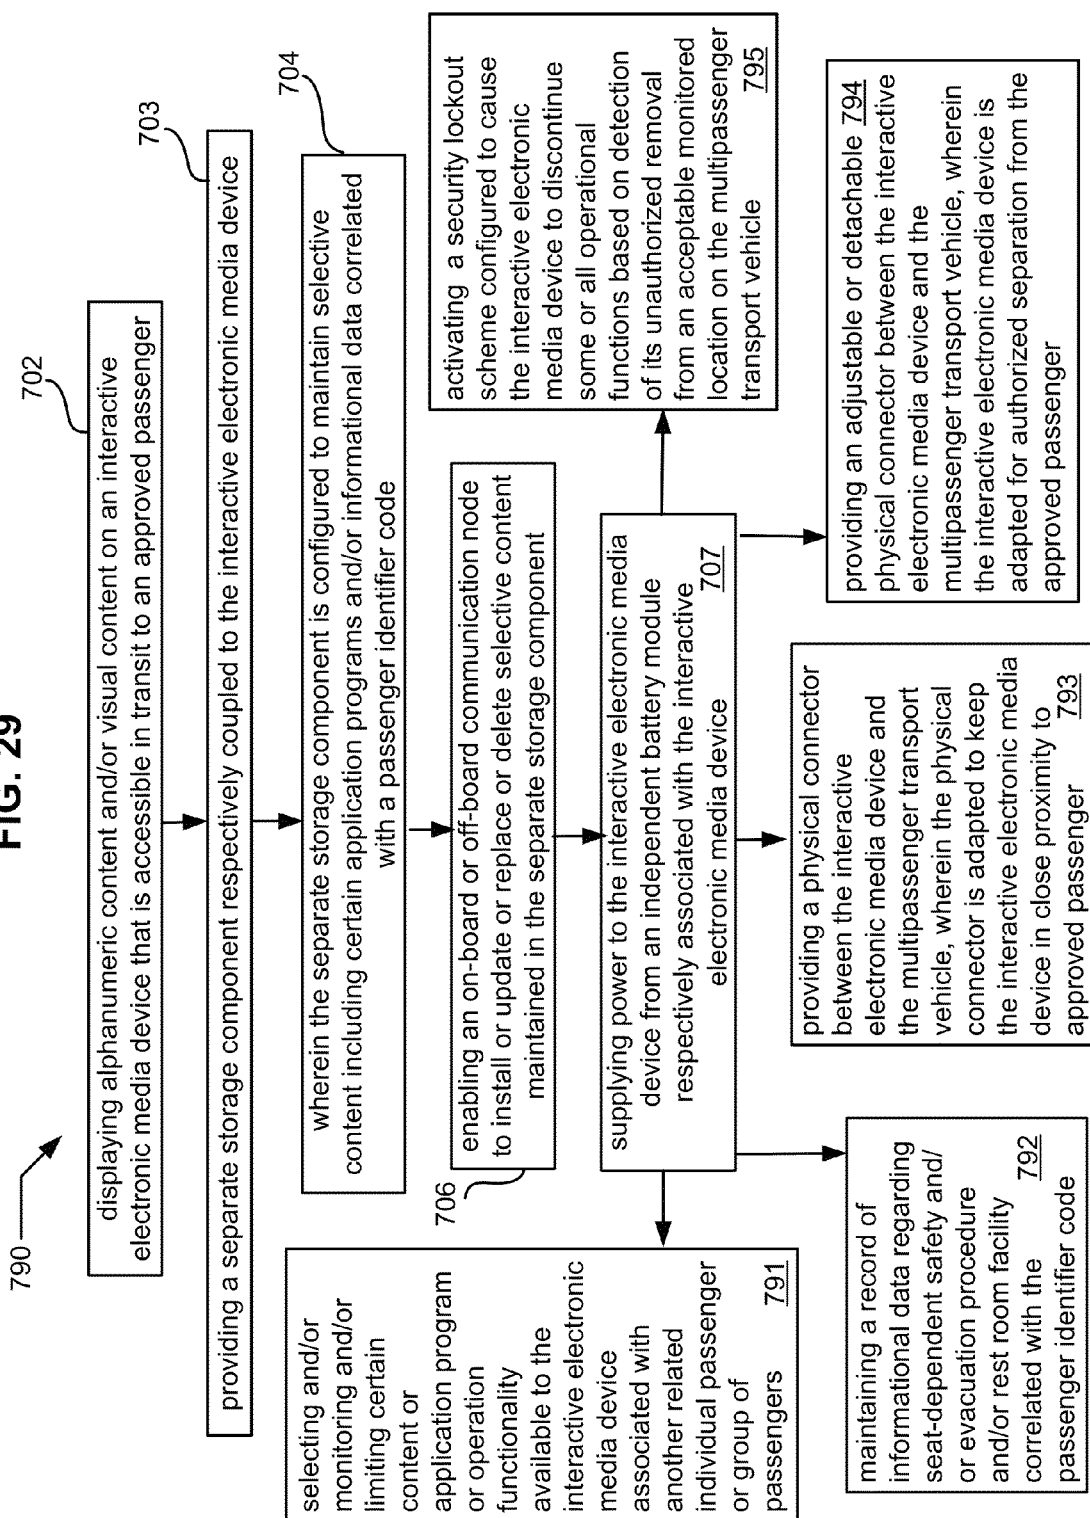 FIG. 29
790
702
displaying alphanumeric content and/or visual content on an interactive
electronic media device that is accessible in transit to an approved passenger
703
providing a separate storage component respectively coupled to the interactive electronic media device
704
wherein the separate storage component is configured to maintain selective
content including certain application programs and/or informational data correlated
with a passenger identifier code
706
enabling an on-board or off-board communication node
to install or update or replace or delete selective content
maintained in the separate storage component
supplying power to the interactive electronic media
device from an independent battery module
respectively associated with the interactive
electronic media device 707
selecting and/or
monitoring and/or
limiting certain
content or
application program
or operation
functionality
available to the
interactive electronic
media device
associated with
another related
individual passenger
or group of
passengers 791
maintaining a record of
informational data regarding
seat-dependent safety and/
or evacuation procedure
and/or rest room facility
correlated with the 792
passenger identifier code
providing a physical connector
between the interactive
electronic media device and
the multipassenger transport
vehicle, wherein the physical
connector is adapted to keep
the interactive electronic media
device in close proximity to
approved passenger 793
providing an adjustable or detachable 794
physical connector between the interactive
electronic media device and the
multipassenger transport vehicle, wherein
the interactive electronic media device is
adapted for authorized separation from the
approved passenger
activating a security lockout
scheme configured to cause
the interactive electronic
media device to discontinue
some or all operational
functions based on detection
of its unauthorized removal
from an acceptable monitored
location on the multipassenger
transport vehicle 795